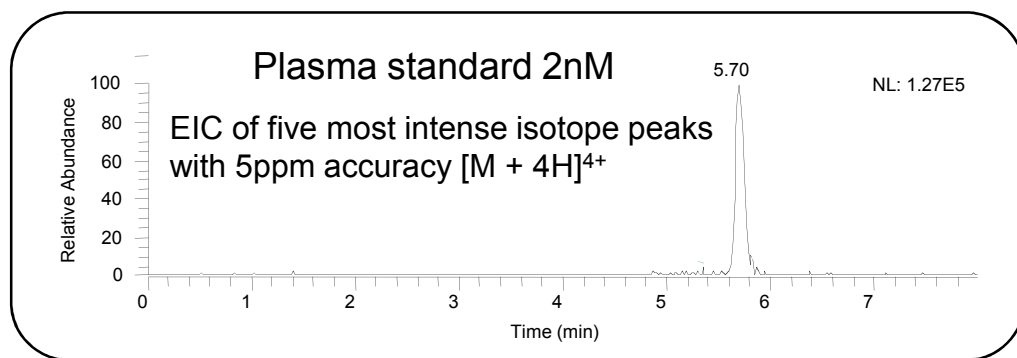 Plasma standard 2nM
5.70
NL: 1.27E5
EIC of five most intense isotope peaks
with 5ppm accuracy [M + 4H]⁴⁺
Relative Abundance
100
80
60
40
20
0
0 1 2 3 4 5 6 7
Time (min)